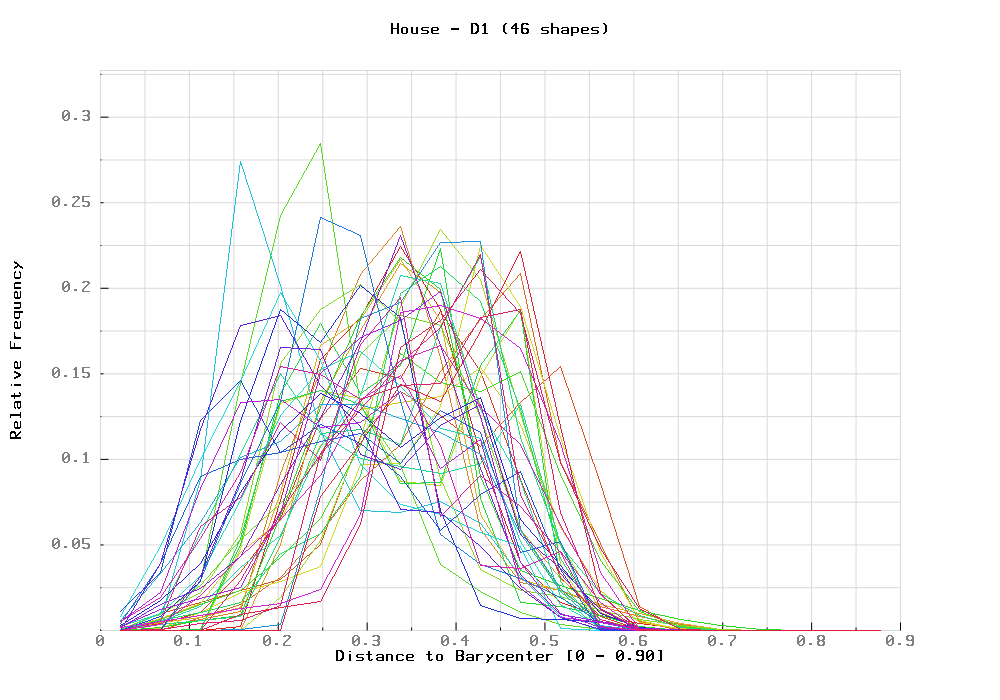 House - D1 (46 shapes)
0.3
0.25
0.2
0.15
0.1
0.05
Relative Frequency
0 0.1 0.2 0.3 0.4 0.5 0.6 0.7 0.8 0.9
Distance to Barycenter [0 - 0.90]